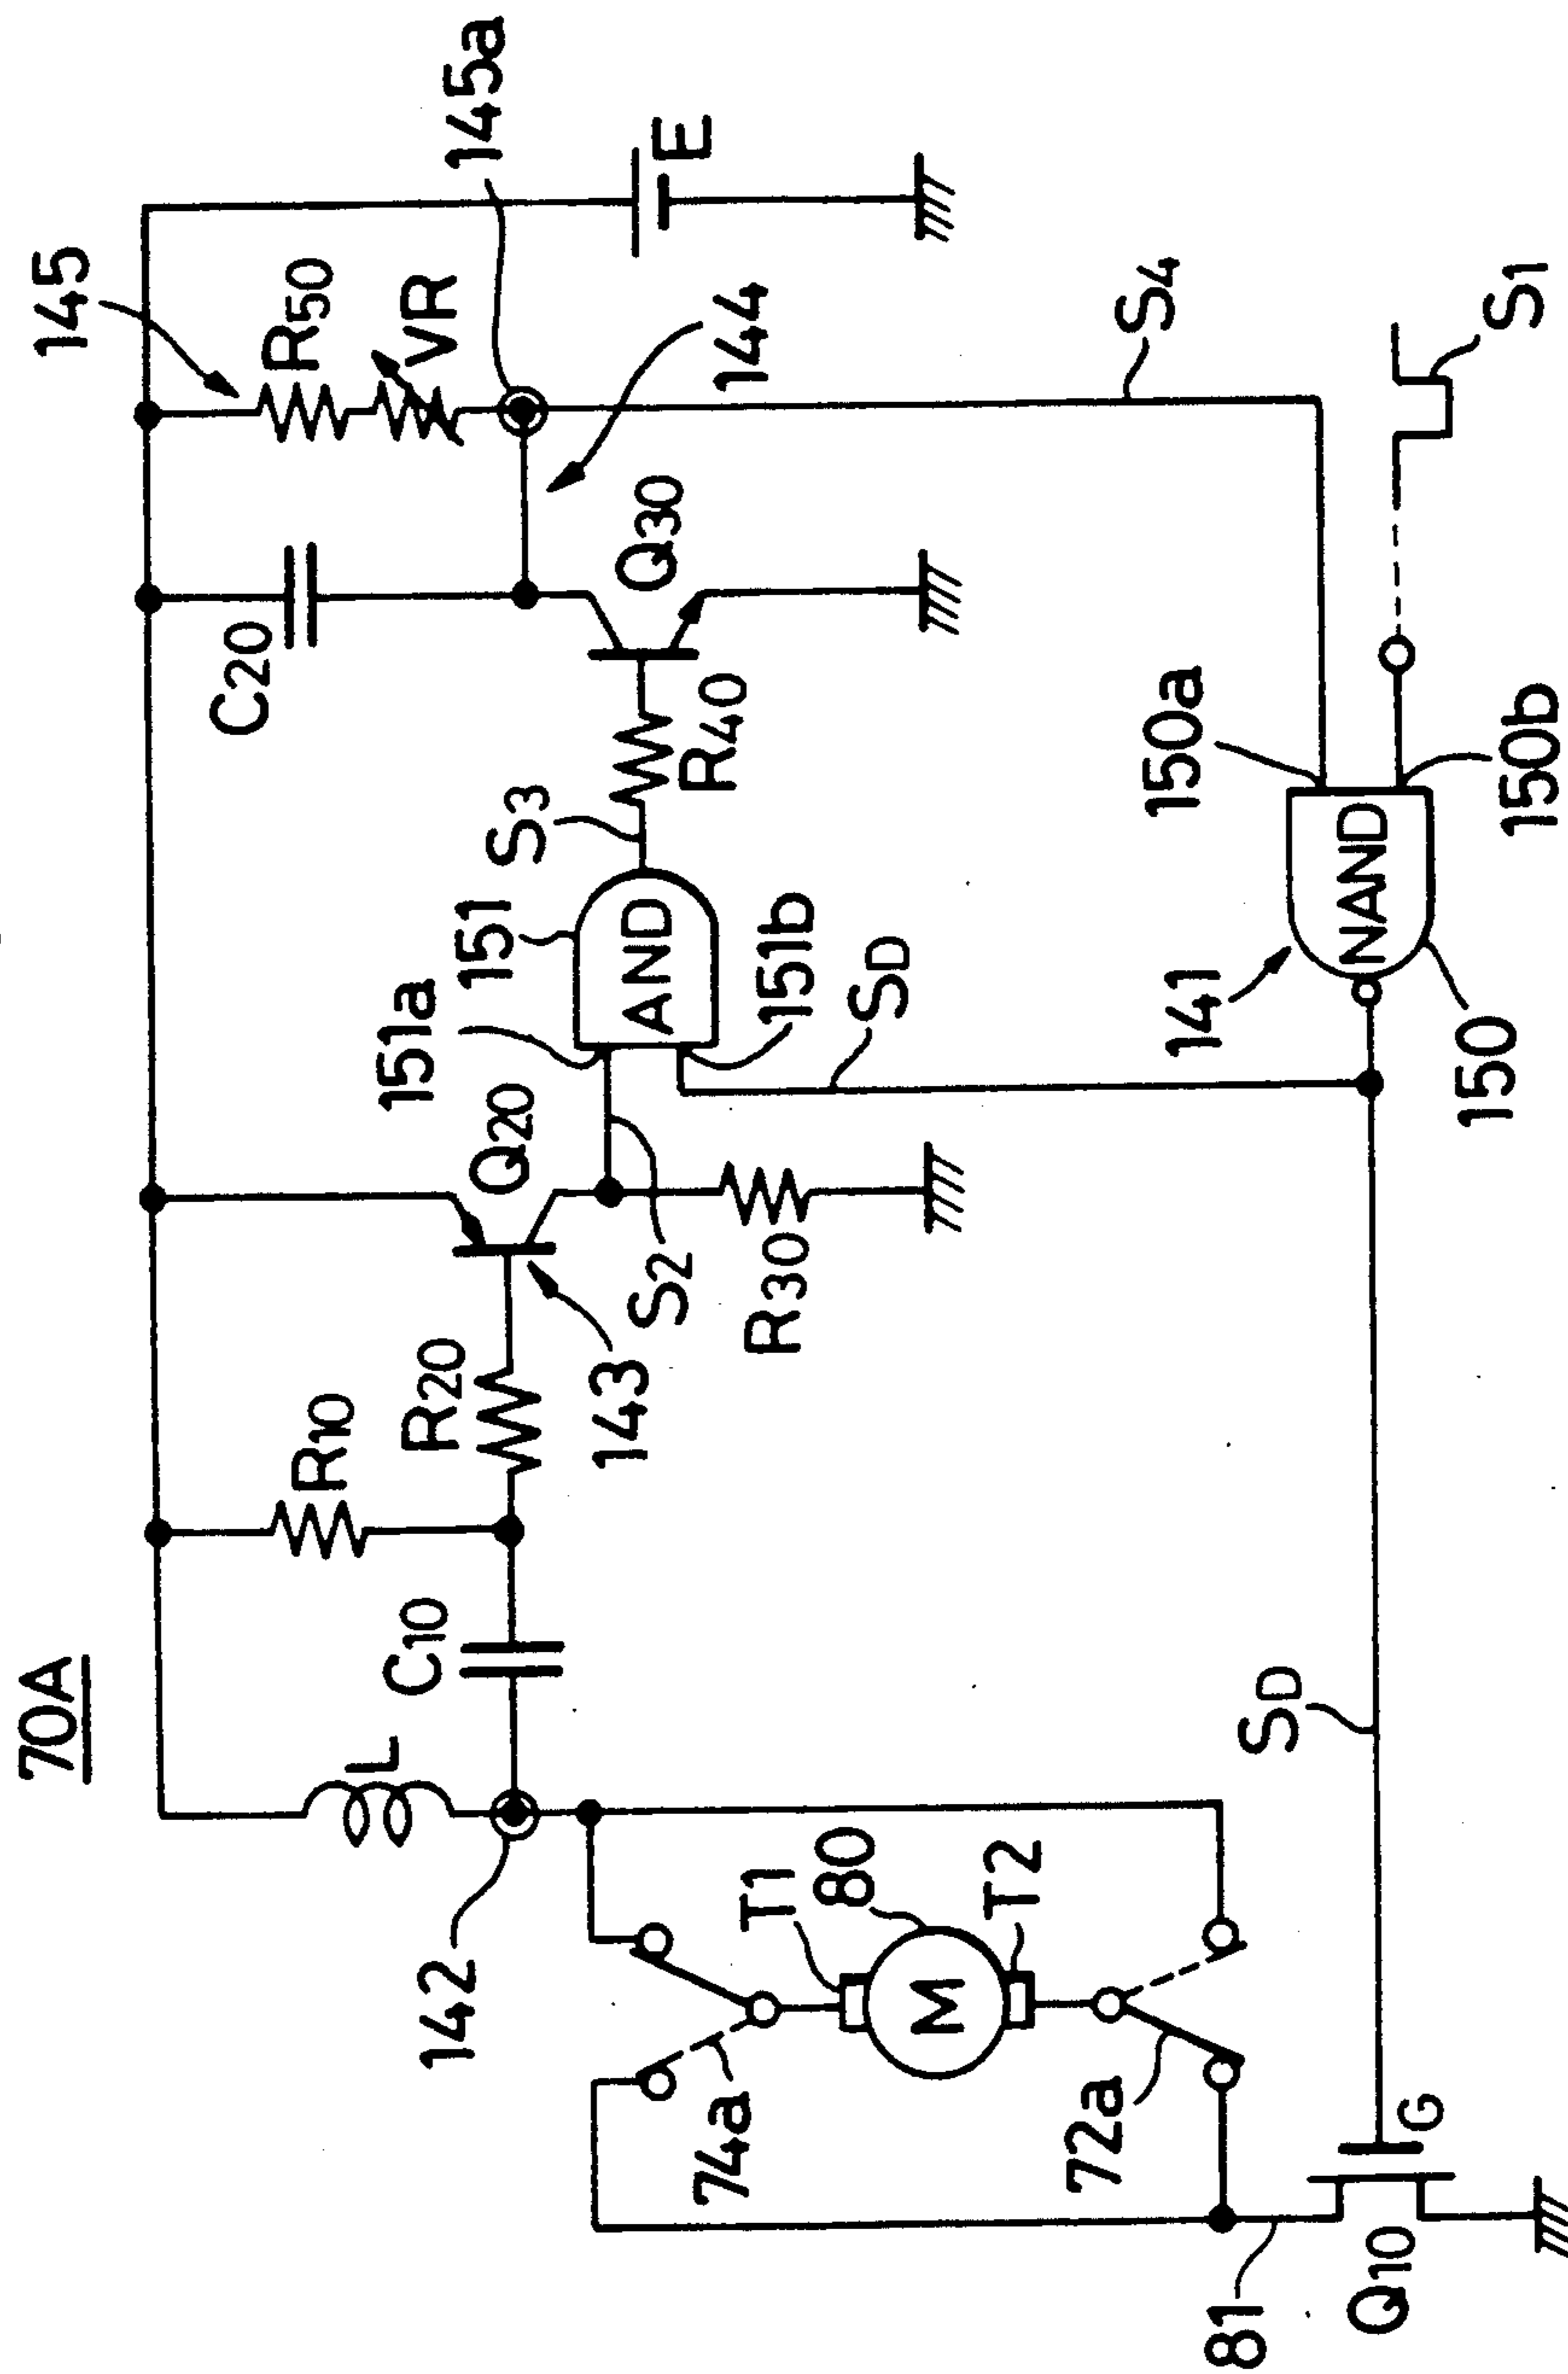 70A
145
R50
VR
145a
E
C20
144
Q30
R40
S3
151
AND
151a
151b
SD
Q20
S2
R30
143
R20
R10
C10
L
142
S4
S1
150a
150b
NAND
141
150
SD
T1
80
M
T2
74a
72a
G
Q10
81